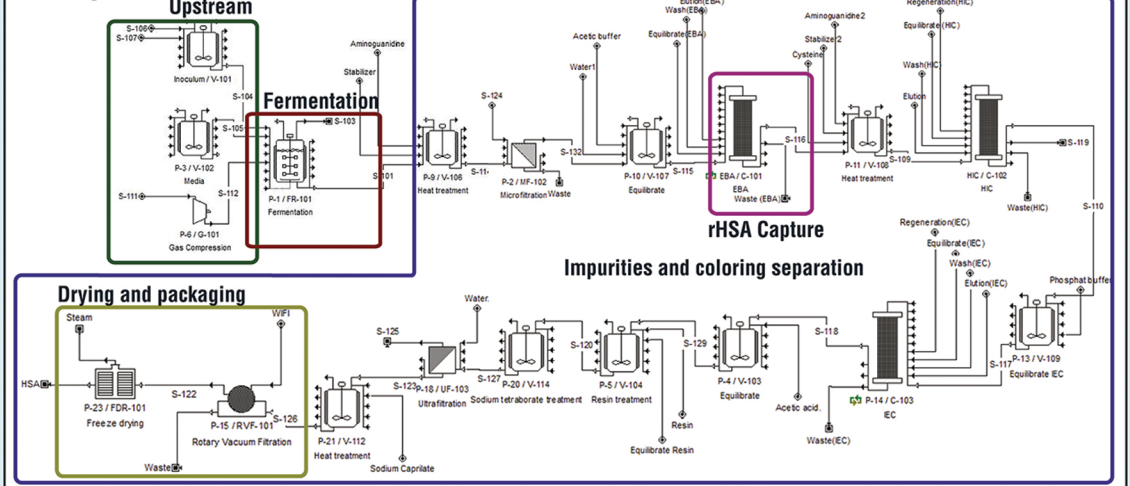 Upstream
S-106
S-107
Inoculum / V-101
S-104
S-105
P-3 / V-102
Media
S-112
S-111
P-6 / G-101
Gas Compression
Fermentation
S-103
P-1 / FR-101
Fermentation
Aminoguanidine
Stabilizer
S-101
P-9 / V-106
Heat treatment
S-124
S-11
P-2 / MF-102
Microfiltration
Waste
Acetic buffer
Water1
S-132
P-10 / V-107
Equilibrate
S-115
Elution(EBA)
Wash(EBA)
Equilibrate(EBA)
EBA / C-101
EBA
Waste (EBA)
S-116
rHSA Capture
Aminoguanidine2
Stabilizer2
Cysteine
P-11 / V-108
Heat treatment
S-109
Regeneration(HIC)
Equilibrate (HIC)
Wash(HIC)
Elution
HIC / C-102
HIC
S-119
Waste(HIC)
S-110
Impurities and coloring separation
Regeneration(IEC)
Equilibrate(IEC)
Wash(IEC)
Elution(IEC)
Phosphat buffer
P-13 / V-109
Equilibrate IEC
S-117
P-14 / C-103
IEC
Waste(IEC)
S-118
P-4 / V-103
Equilibrate
Acetic acid.
S-129
P-5 / V-104
Resin treatment
Resin
Equilibrate Resin
S-120
P-20 / V-114
Sodium tetraborate treatment
S-127
Water.
S-125
P-18 / UF-103
Ultrafiltration
S-123
P-21 / V-112
Heat treatment
Sodium Caprilate
Drying and packaging
Steam
WIFI
HSA
P-23 / FDR-101
Freeze drying
S-122
P-15 / RVF-101
Rotary Vacuum Filtration
S-126
Waste